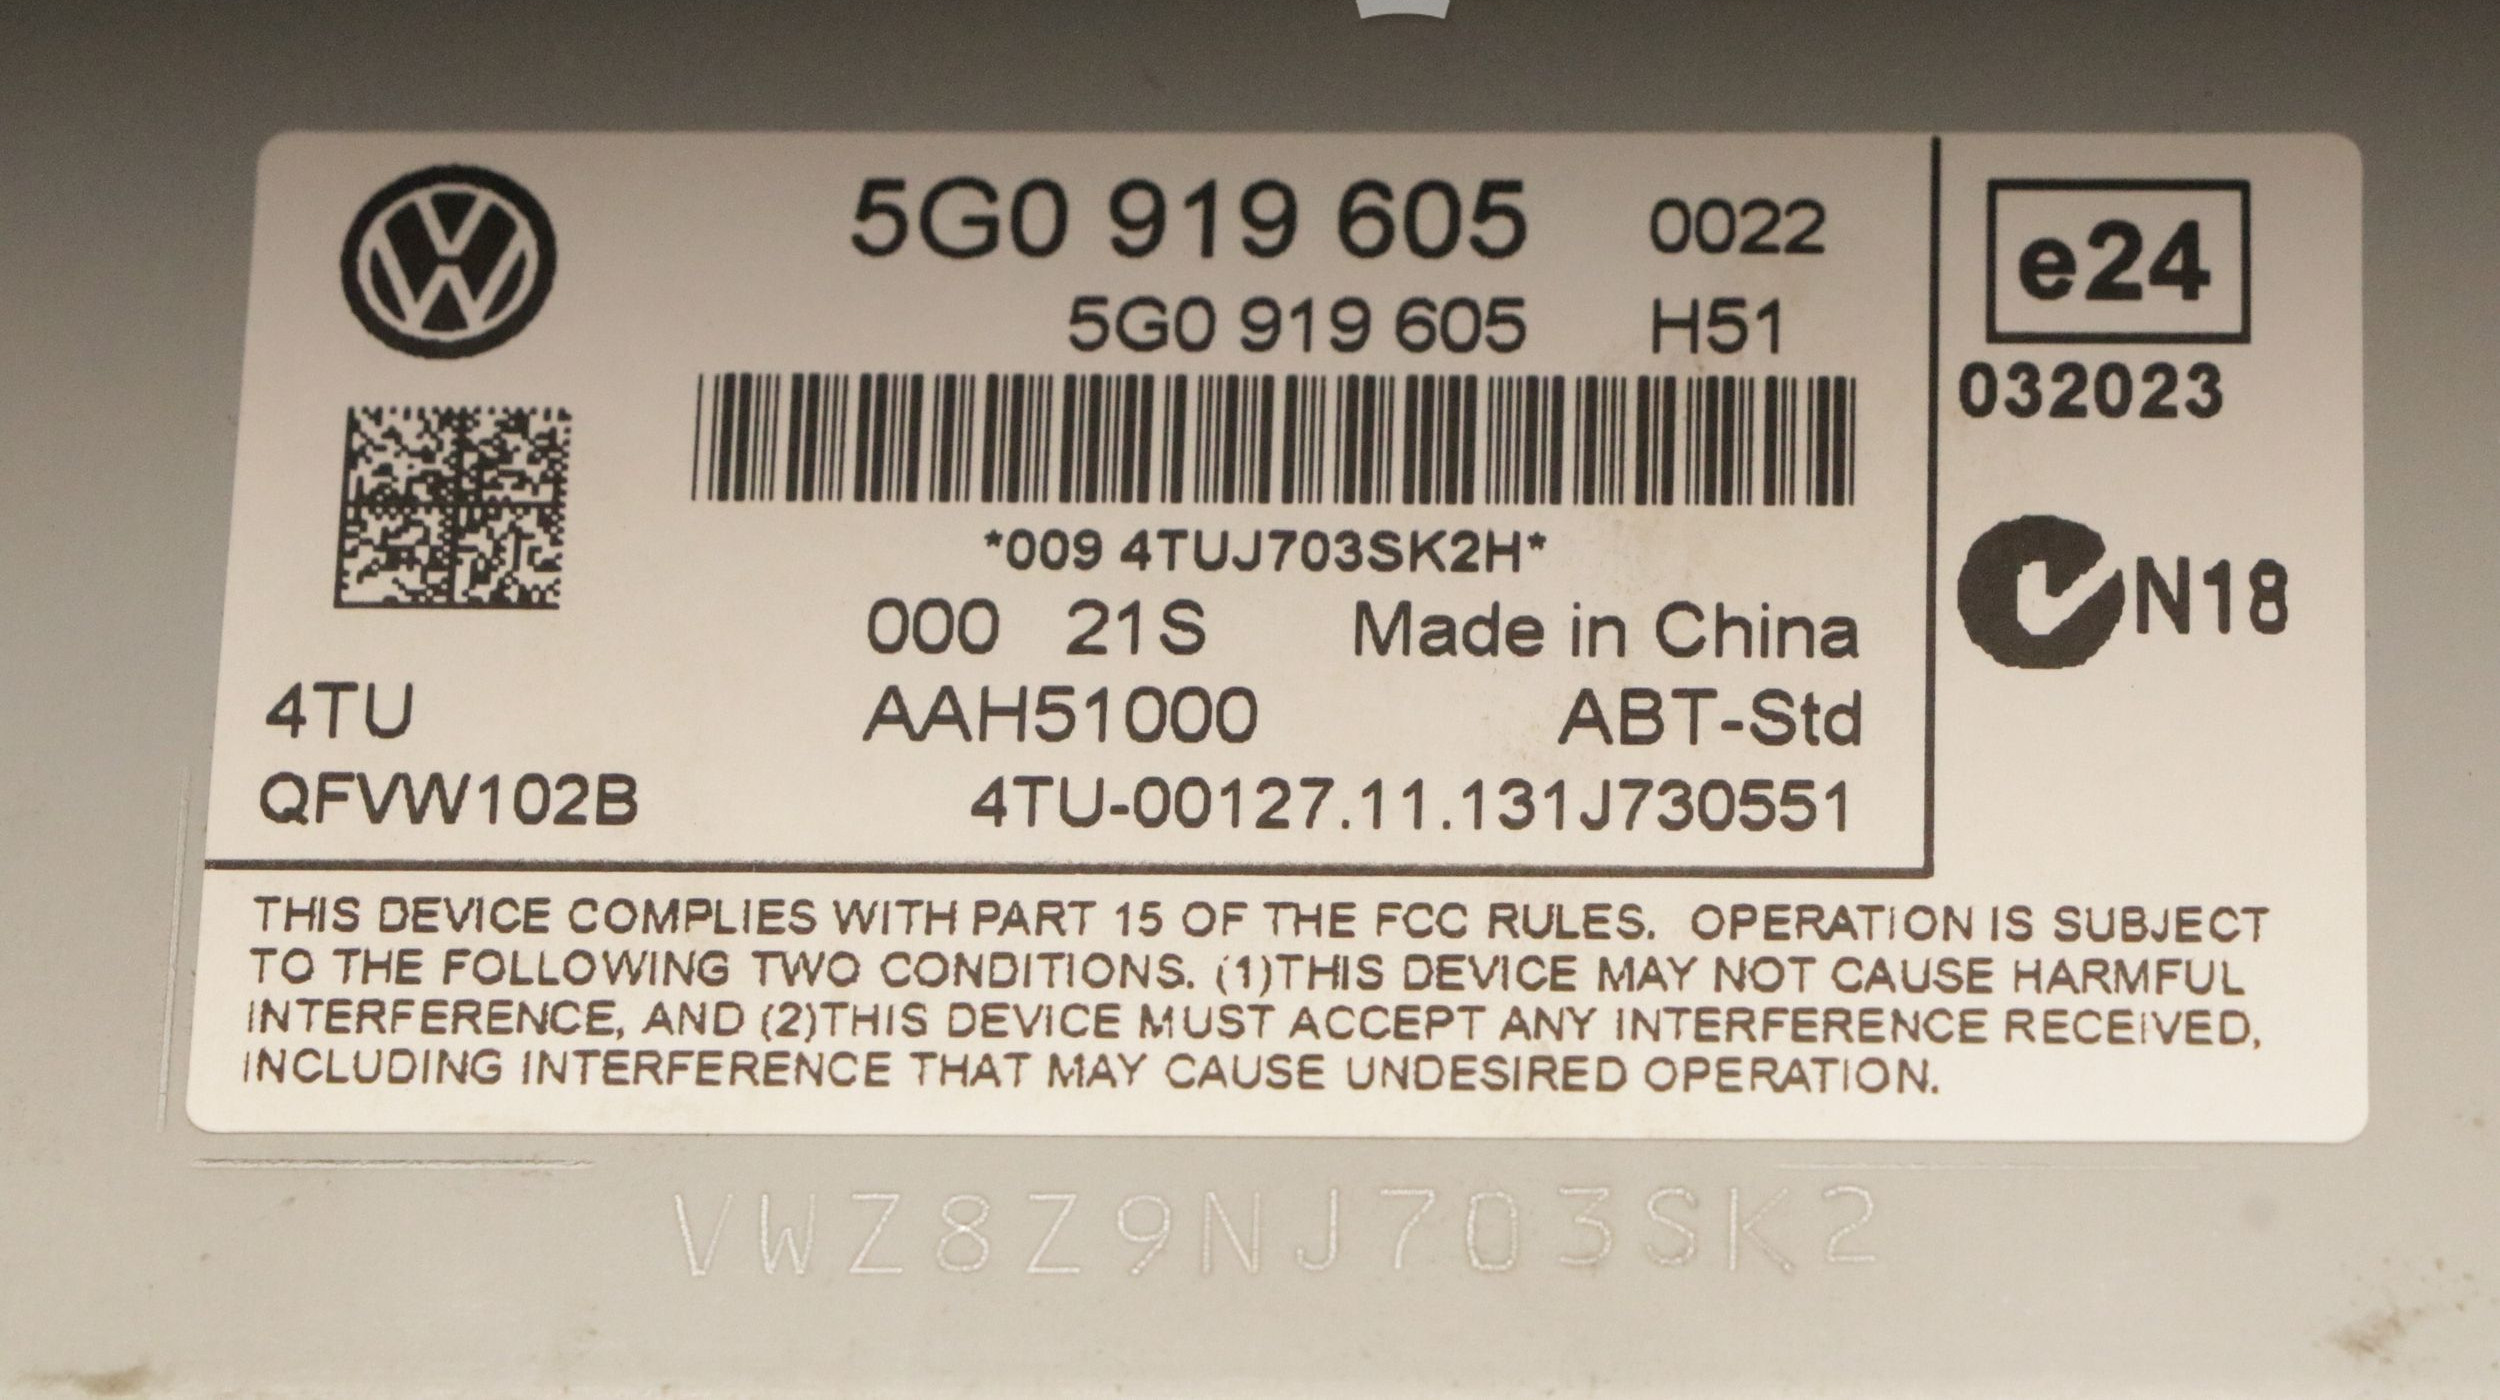 5G0 919 605 0022
5G0 919 605 H51
*009 4TUJ703SK2H*
000 21S Made in China
4TU AAH51000 ABT-Std
QFVW102B 4TU-00127.11.131J730551
e24
032023
N18
THIS DEVICE COMPLIES WITH PART 15 OF THE FCC RULES. OPERATION IS SUBJECT
TO THE FOLLOWING TWO CONDITIONS. (1)THIS DEVICE MAY NOT CAUSE HARMFUL
INTERFERENCE, AND (2)THIS DEVICE MUST ACCEPT ANY INTERFERENCE RECEIVED,
INCLUDING INTERFERENCE THAT MAY CAUSE UNDESIRED OPERATION.
VWZ8Z9NJ703SK2